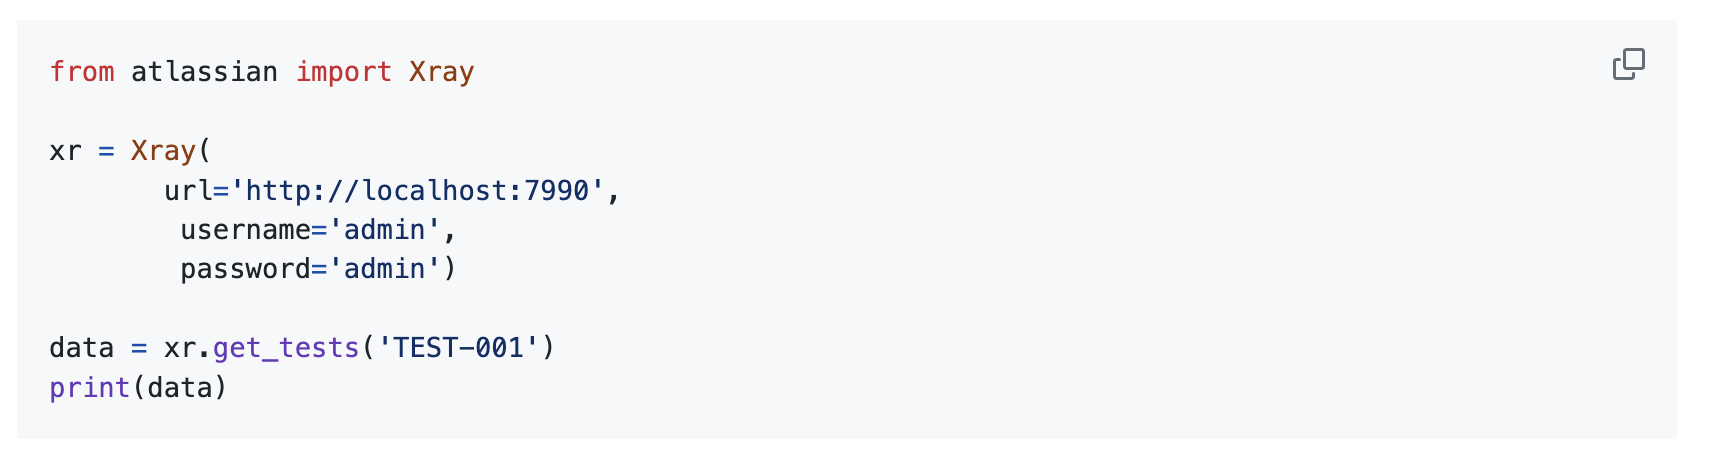 from atlassian import Xray

xr = Xray(
       url='http://localhost:7990',
        username='admin',
        password='admin')

data = xr.get_tests('TEST-001')
print(data)